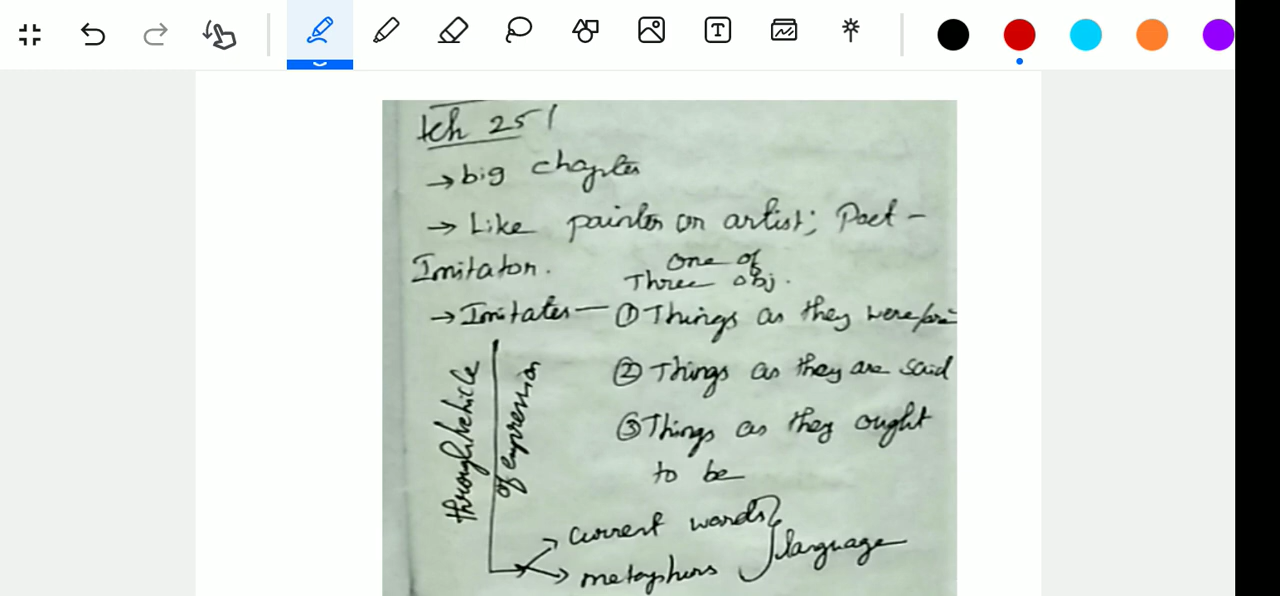 ch 25
→ big chapter
→ Like painter or artist; Poet -
Imitator.
one of
Three obj.
→ Imitates — ① Things as they were/are
② Things as they are said
③ Things as they ought
to be
through/vehicle
of expression
→ current words
→ metaphors
language